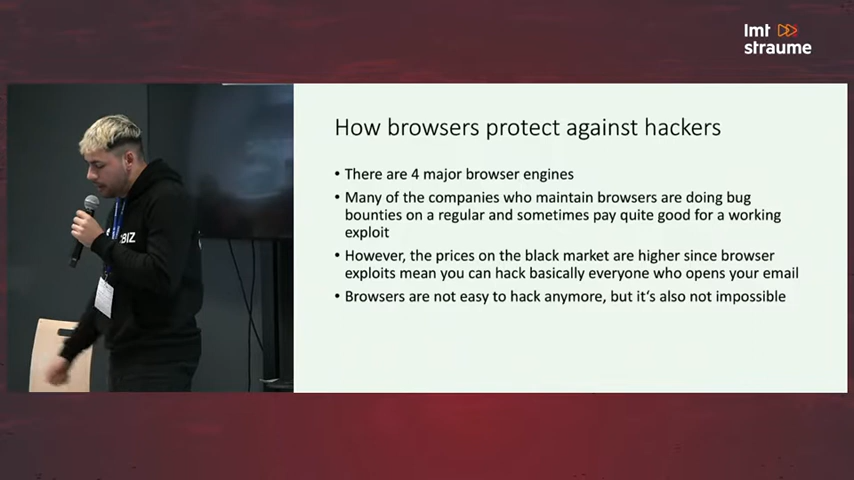 lmt
straume
How browsers protect against hackers
• There are 4 major browser engines
• Many of the companies who maintain browsers are doing bug
bounties on a regular and sometimes pay quite good for a working
exploit
• However, the prices on the black market are higher since browser
exploits mean you can hack basically everyone who opens your email
• Browsers are not easy to hack anymore, but it‘s also not impossible
BIZ